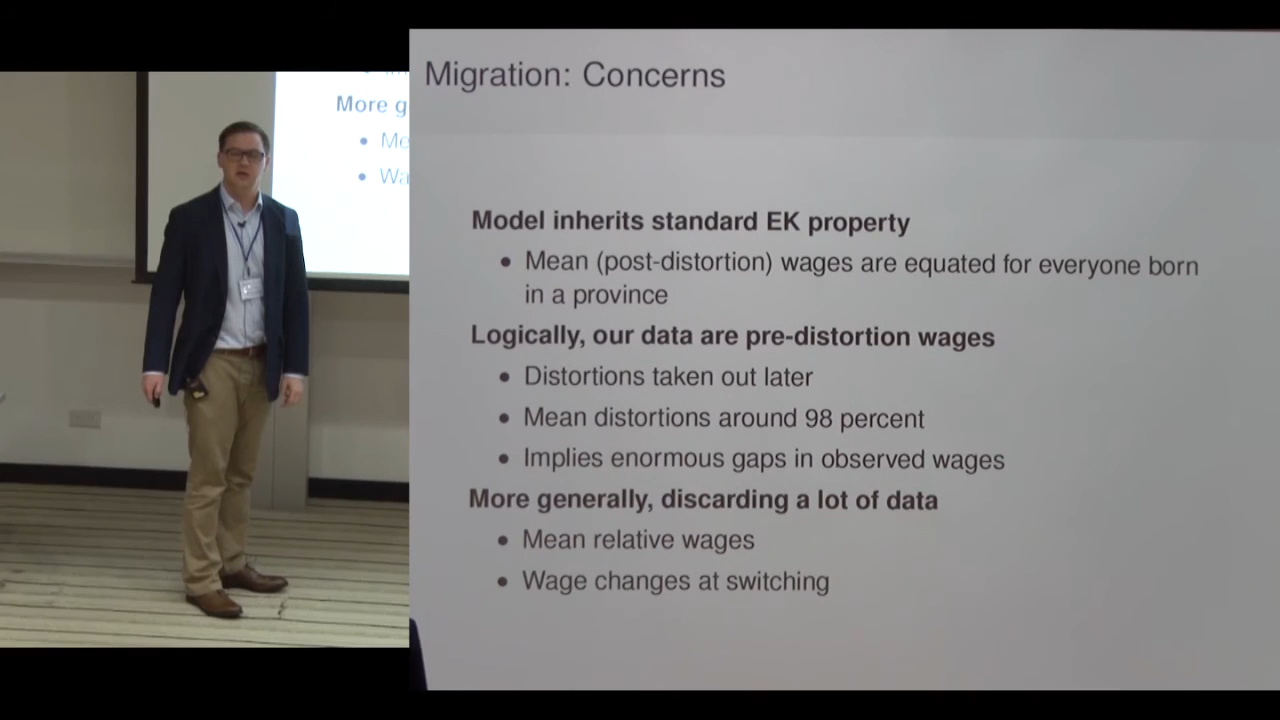 More g
Me
Wa
Migration: Concerns
Model inherits standard EK property
• Mean (post-distortion) wages are equated for everyone born
in a province
Logically, our data are pre-distortion wages
• Distortions taken out later
• Mean distortions around 98 percent
• Implies enormous gaps in observed wages
More generally, discarding a lot of data
• Mean relative wages
• Wage changes at switching